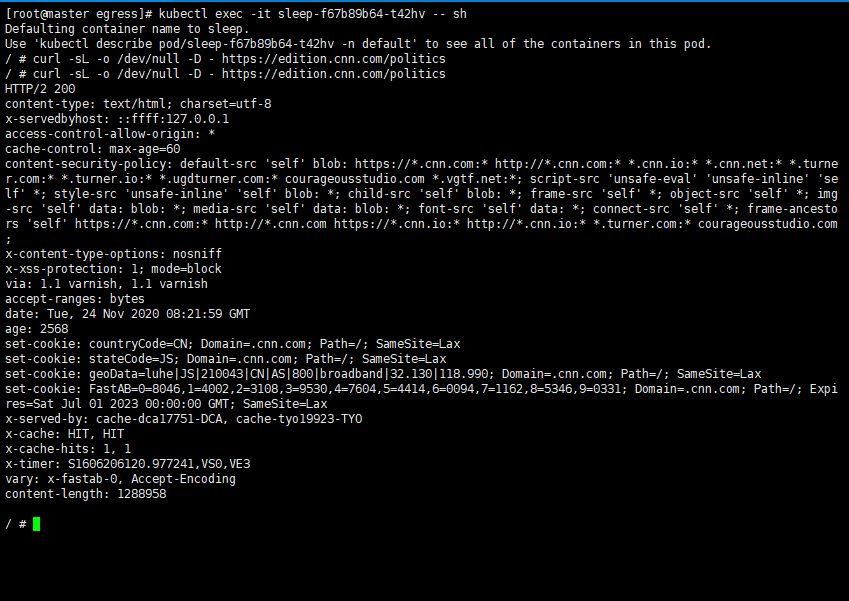 [root@master egress]# kubectl exec -it sleep-f67b89b64-t42hv -- sh
Defaulting container name to sleep.
Use 'kubectl describe pod/sleep-f67b89b64-t42hv -n default' to see all of the containers in this pod.
/ # curl -sL -o /dev/null -D - https://edition.cnn.com/politics
/ # curl -sL -o /dev/null -D - https://edition.cnn.com/politics
HTTP/2 200
content-type: text/html; charset=utf-8
x-servedbyhost: ::ffff:127.0.0.1
access-control-allow-origin: *
cache-control: max-age=60
content-security-policy: default-src 'self' blob: https://*.cnn.com:* http://*.cnn.com:* *.cnn.io:* *.cnn.net:* *.turne
r.com:* *.turner.io:* *.ugdturner.com:* courageousstudio.com *.vgtf.net:*; script-src 'unsafe-eval' 'unsafe-inline' 'se
lf' *; style-src 'unsafe-inline' 'self' blob: *; child-src 'self' blob: *; frame-src 'self' *; object-src 'self' *; img
-src 'self' data: blob: *; media-src 'self' data: blob: *; font-src 'self' data: *; connect-src 'self' *; frame-ancesto
rs 'self' https://*.cnn.com:* http://*.cnn.com https://*.cnn.io:* http://*.cnn.io:* *.turner.com:* courageousstudio.com
;
x-content-type-options: nosniff
x-xss-protection: 1; mode=block
via: 1.1 varnish, 1.1 varnish
accept-ranges: bytes
date: Tue, 24 Nov 2020 08:21:59 GMT
age: 2568
set-cookie: countryCode=CN; Domain=.cnn.com; Path=/; SameSite=Lax
set-cookie: stateCode=JS; Domain=.cnn.com; Path=/; SameSite=Lax
set-cookie: geoData=luhe|JS|210043|CN|AS|800|broadband|32.130|118.990; Domain=.cnn.com; Path=/; SameSite=Lax
set-cookie: FastAB=0=8046,1=4002,2=3108,3=9530,4=7604,5=4414,6=0094,7=1162,8=5346,9=0331; Domain=.cnn.com; Path=/; Expi
res=Sat Jul 01 2023 00:00:00 GMT; SameSite=Lax
x-served-by: cache-dca17751-DCA, cache-tyo19923-TYO
x-cache: HIT, HIT
x-cache-hits: 1, 1
x-timer: S1606206120.977241,VS0,VE3
vary: x-fastab-0, Accept-Encoding
content-length: 1288958
/ #